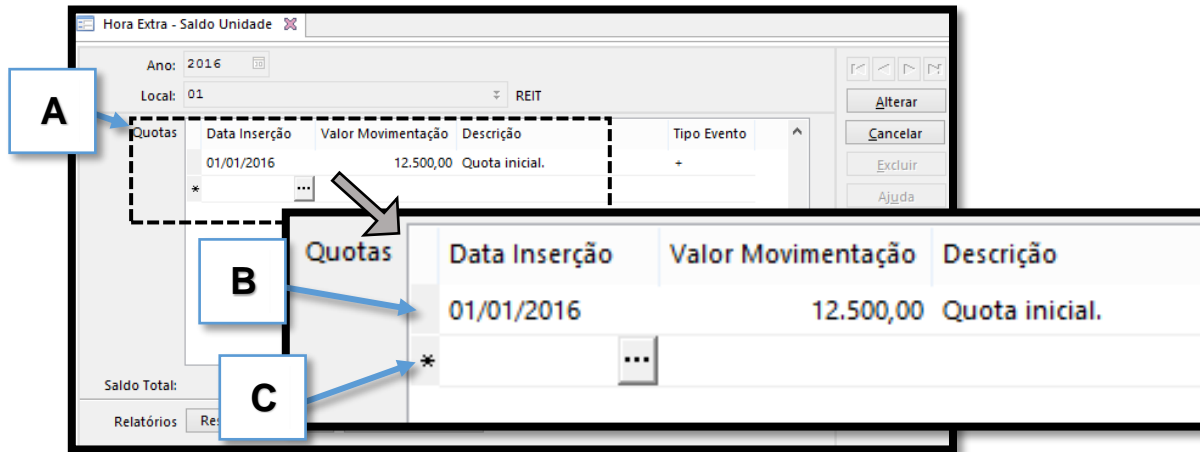 Hora Extra - Saldo Unidade
Ano: 2016
Local: 01 REIT
Alterar
A
Quotas Data Inserção Valor Movimentação Descrição Tipo Evento
Cancelar
01/01/2016 12.500,00 Quota inicial. +
Excluir
* ...
Ajuda
Quotas Data Inserção Valor Movimentação Descrição
B
01/01/2016 12.500,00 Quota inicial.
* ...
C
Saldo Total:
Relatórios